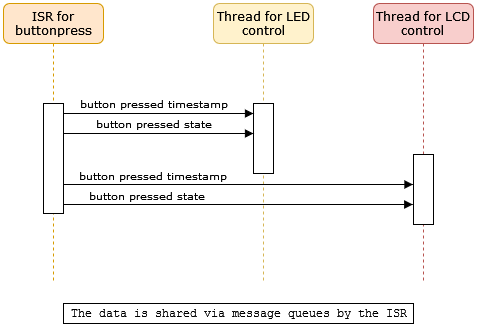 ISR for
buttonpress
Thread for LED
control
Thread for LCD
control
button pressed timestamp
button pressed state
button pressed timestamp
button pressed state
The data is shared via message queues by the ISR